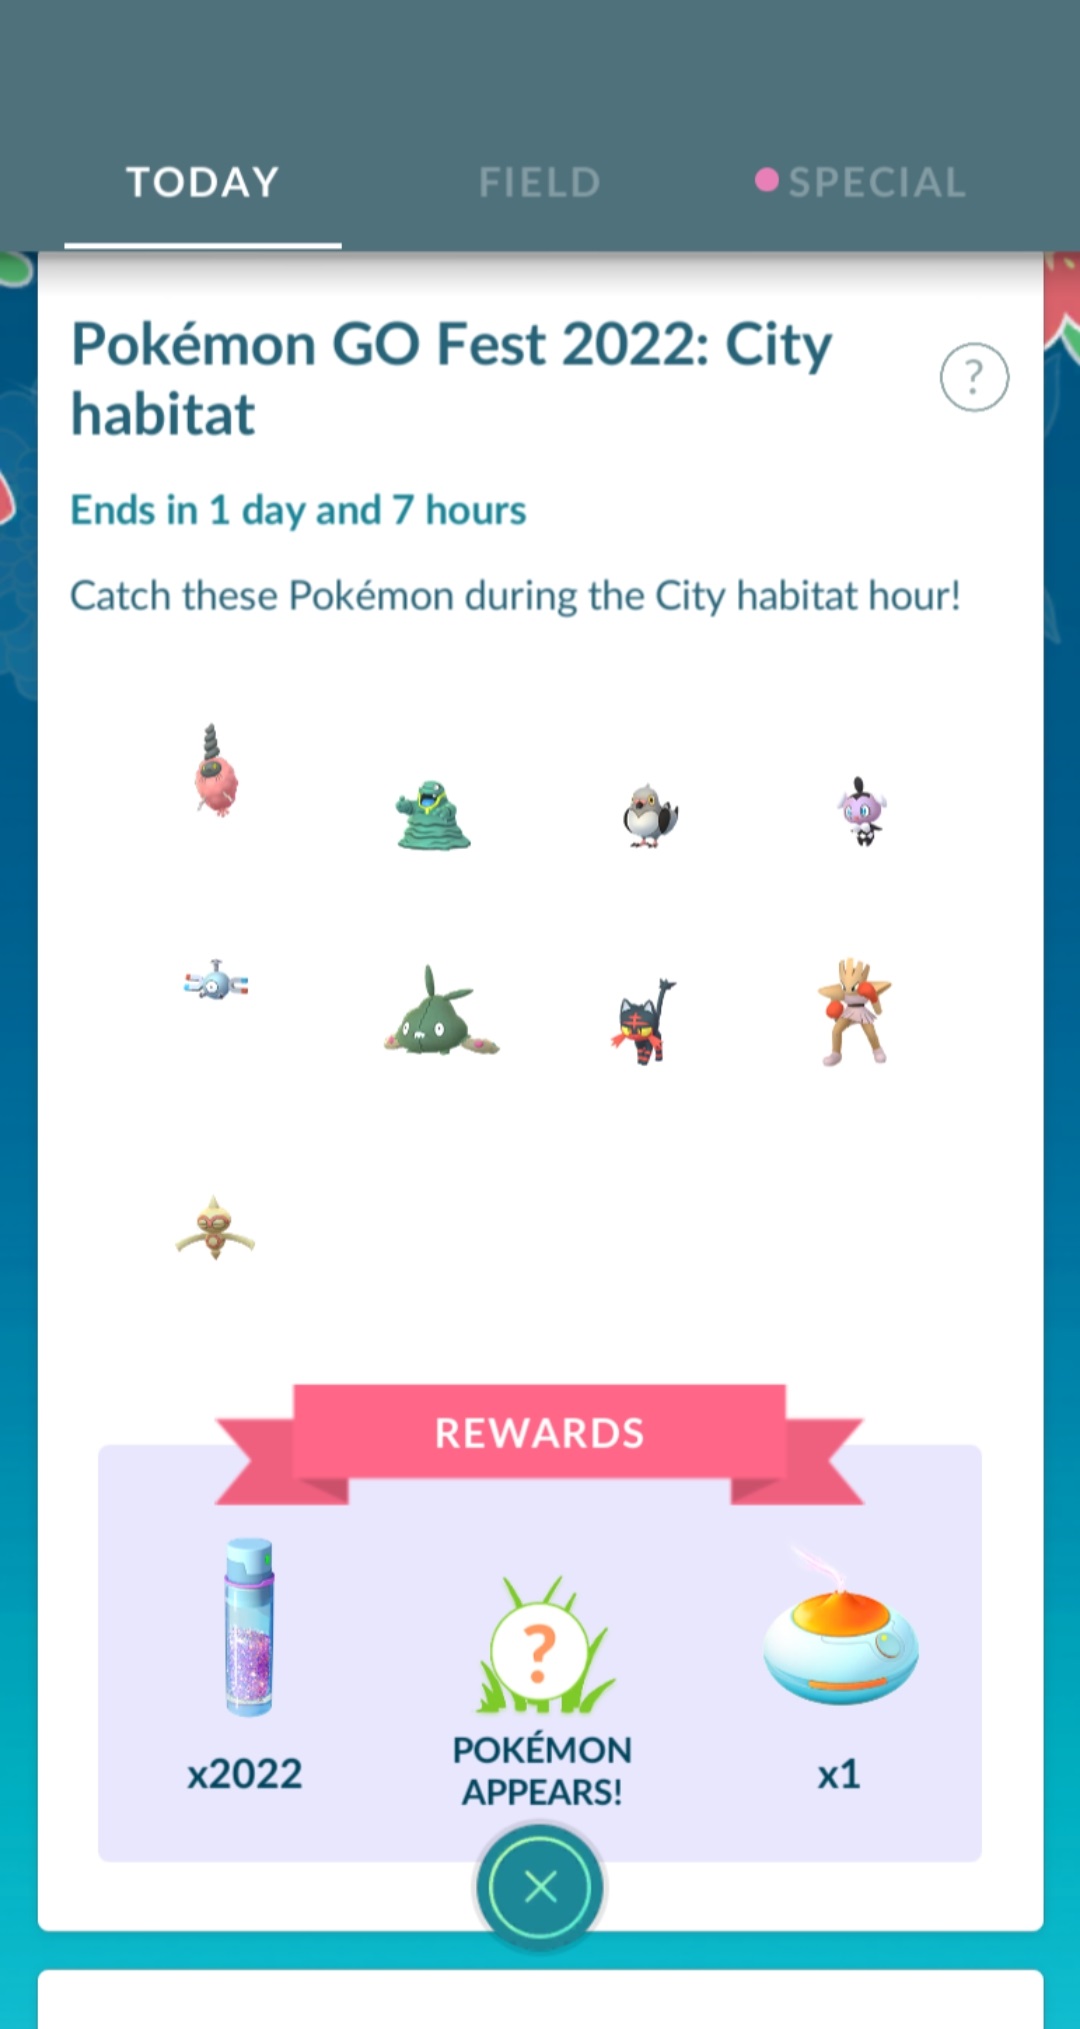 TODAY
FIELD
SPECIAL
Pokémon GO Fest 2022: City
habitat
?
Ends in 1 day and 7 hours
Catch these Pokémon during the City habitat hour!
REWARDS
?
x2022
POKÉMON
APPEARS!
x1